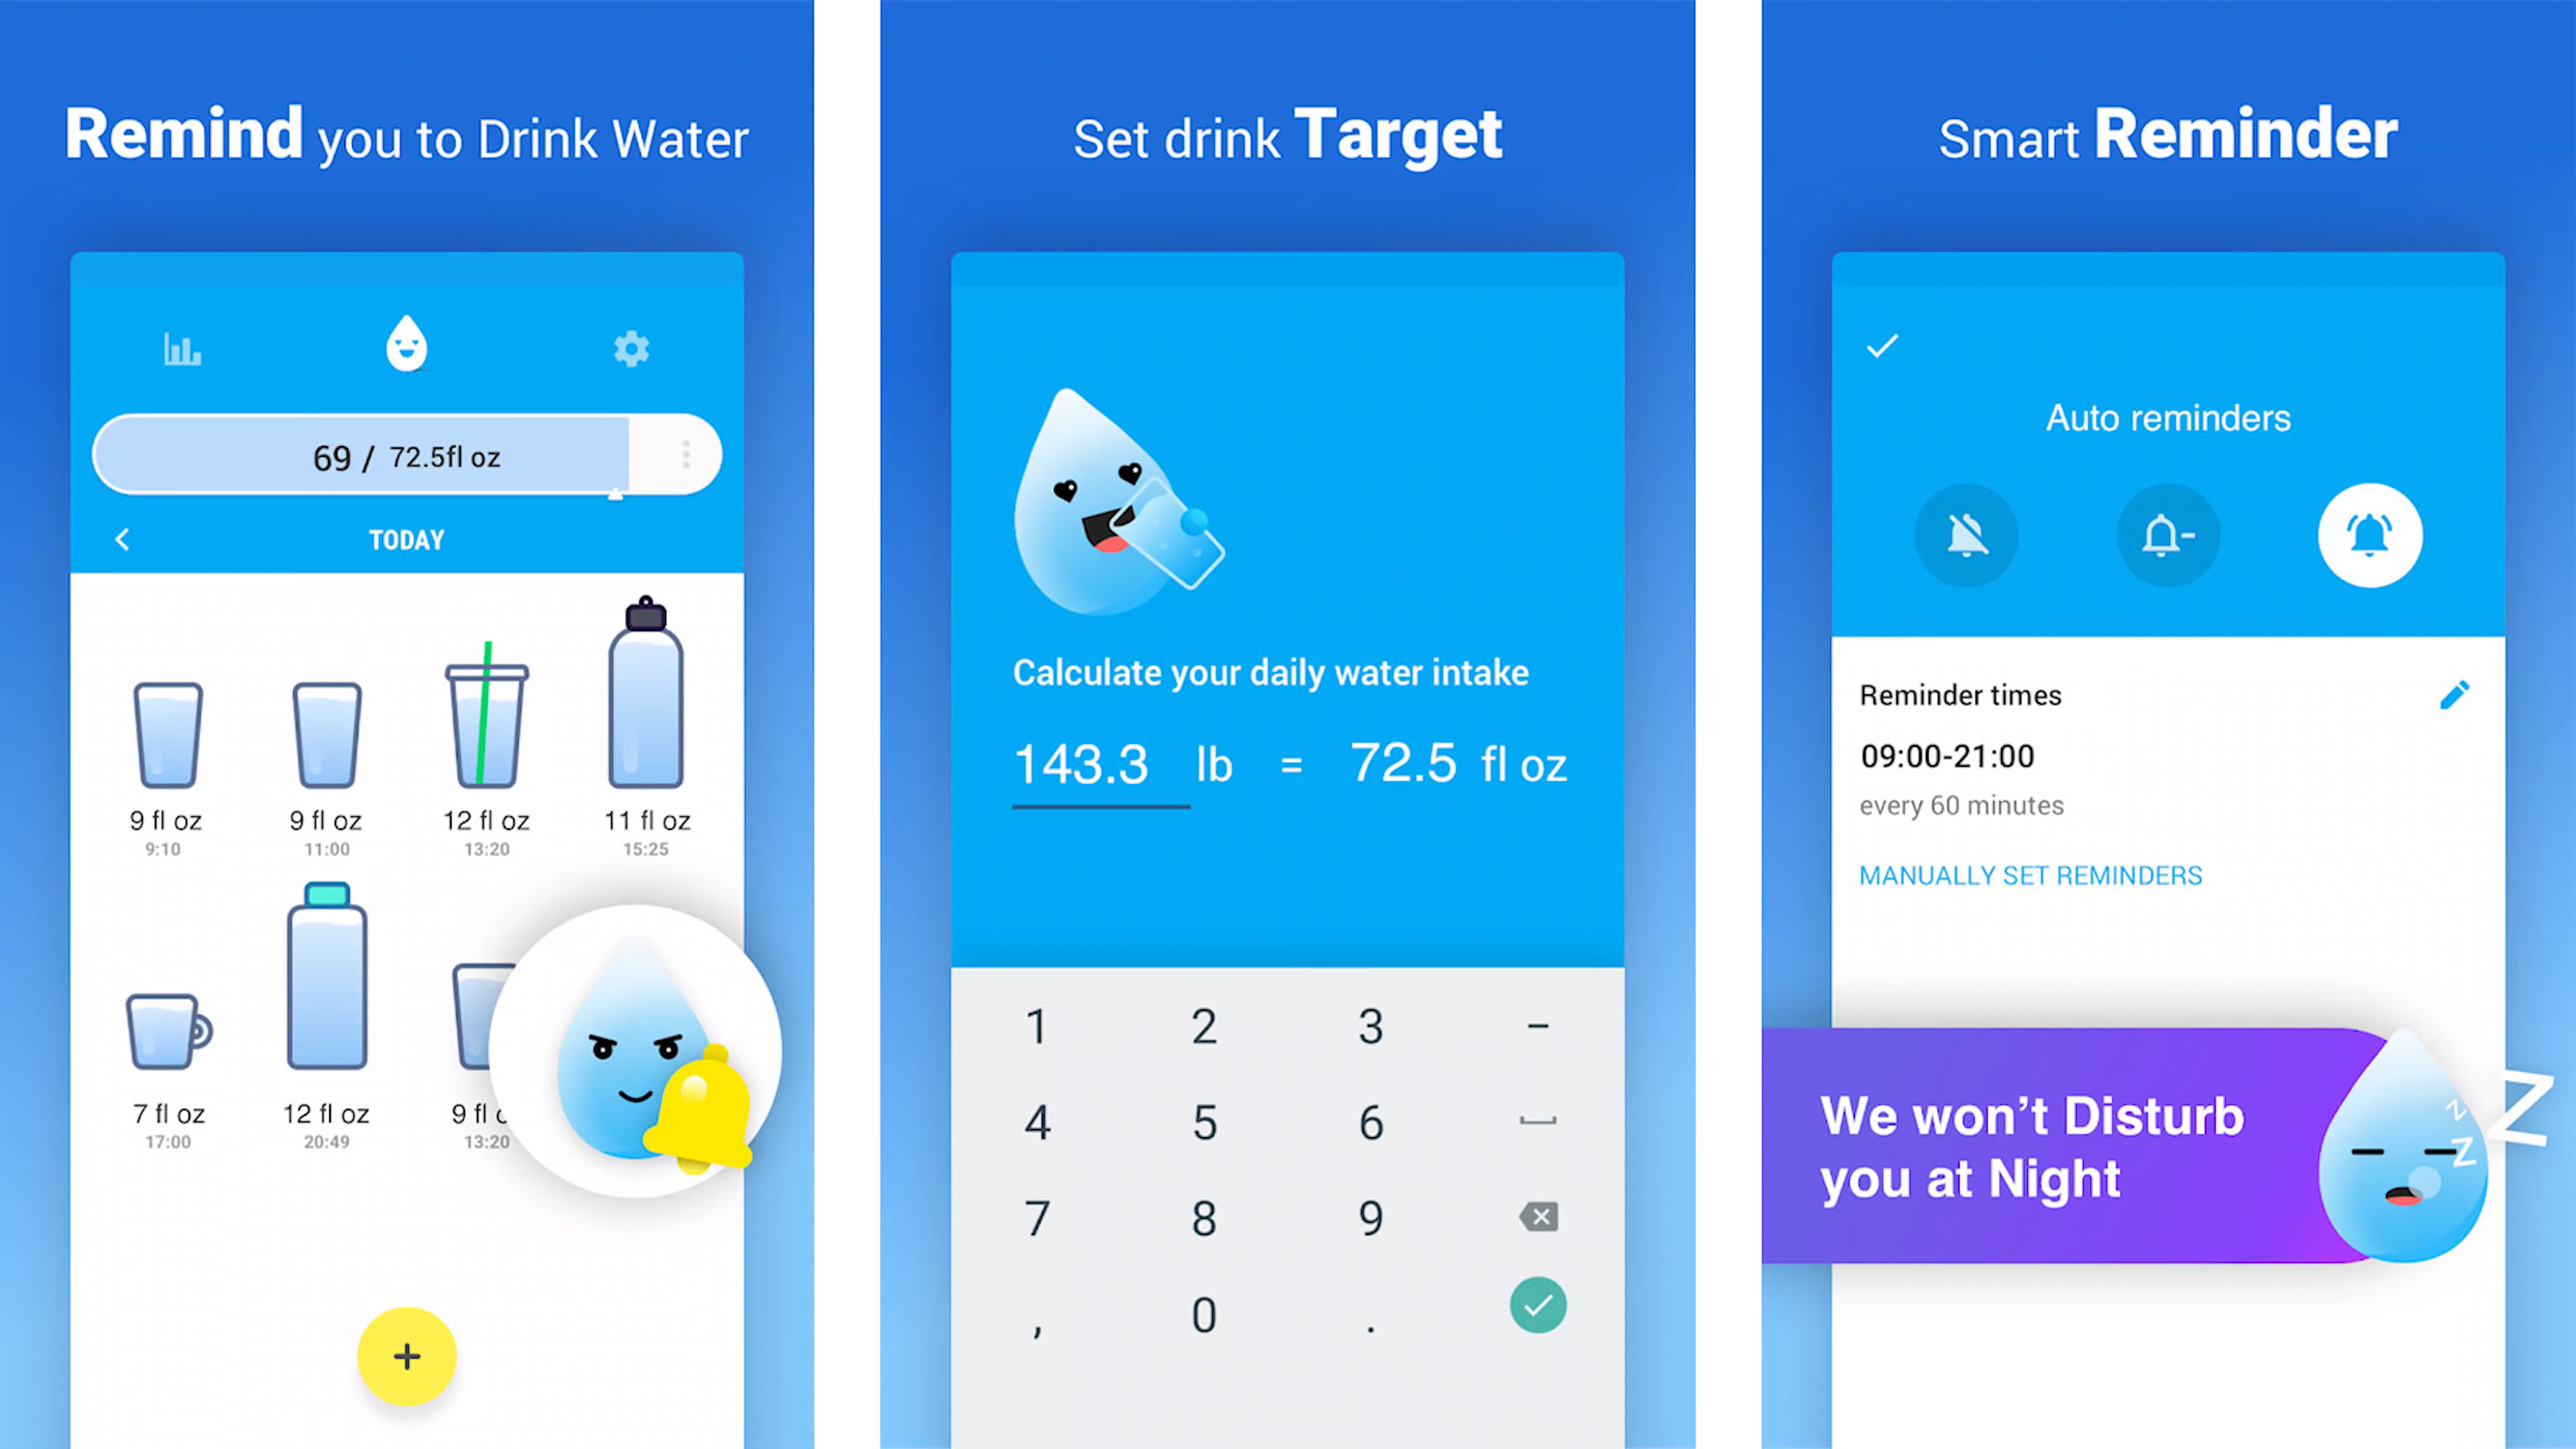 Remind you to Drink Water
69 / 72.5fl oz
TODAY
9 fl oz
9:10
9 fl oz
11:00
12 fl oz
13:20
11 fl oz
15:25
7 fl oz
17:00
12 fl oz
20:49
9 fl
13:20
+
Set drink Target
Calculate your daily water intake
143.3 lb = 72.5 fl oz
1 2 3 –
4 5 6
7 8 9
, 0 .
Smart Reminder
Auto reminders
Reminder times
09:00-21:00
every 60 minutes
MANUALLY SET REMINDERS
We won’t Disturb
you at Night
z z Z